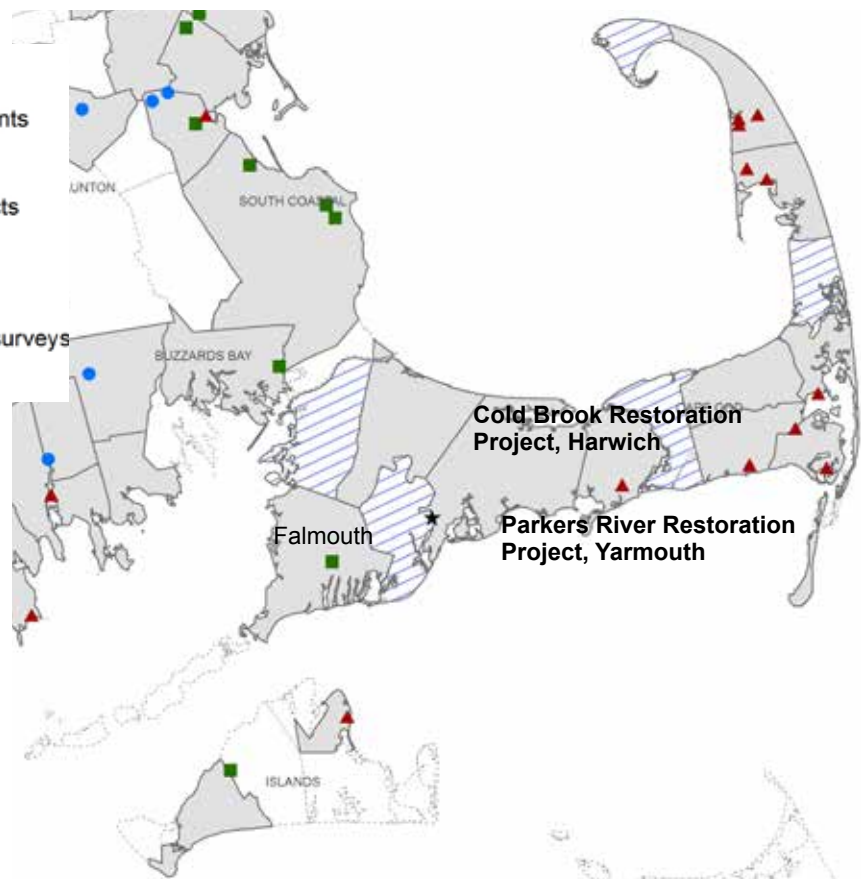 nts
UNTON
SOUTH COASTAL
ts
surveys
BUZZARDS BAY
Cold Brook Restoration
Project, Harwich
Falmouth
Parkers River Restoration
Project, Yarmouth
ISLANDS